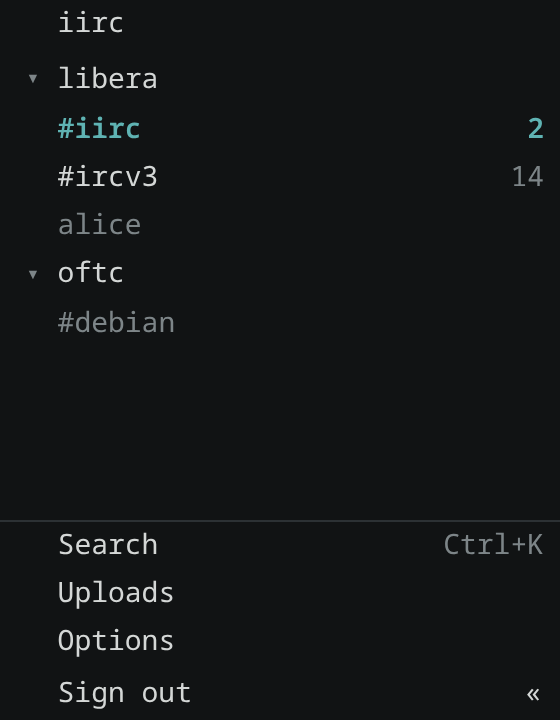 iirc
▾ libera
#iirc 2
#ircv3 14
alice
▾ oftc
#debian
Search Ctrl+K
Uploads
Options
Sign out «